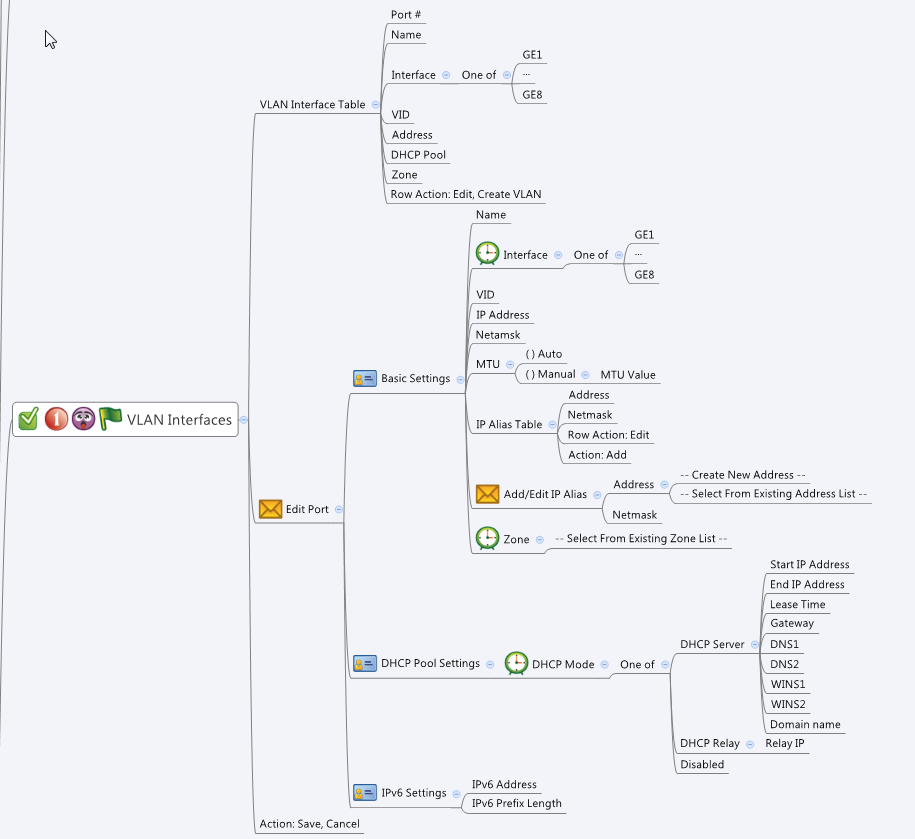 Port #
Name
Interface
One of
GE1
...
GE8
VLAN Interface Table
VID
Address
DHCP Pool
Zone
Row Action: Edit, Create VLAN
Name
Interface
One of
GE1
...
GE8
VID
IP Address
Netamsk
MTU
( ) Auto
( ) Manual
MTU Value
Basic Settings
IP Alias Table
Address
Netmask
Row Action: Edit
Action: Add
1
VLAN Interfaces
Add/Edit IP Alias
Address
-- Create New Address --
-- Select From Existing Address List --
Netmask
Edit Port
Zone
-- Select From Existing Zone List --
DHCP Pool Settings
DHCP Mode
One of
DHCP Server
Start IP Address
End IP Address
Lease Time
Gateway
DNS1
DNS2
WINS1
WINS2
Domain name
DHCP Relay
Relay IP
Disabled
IPv6 Settings
IPv6 Address
IPv6 Prefix Length
Action: Save, Cancel